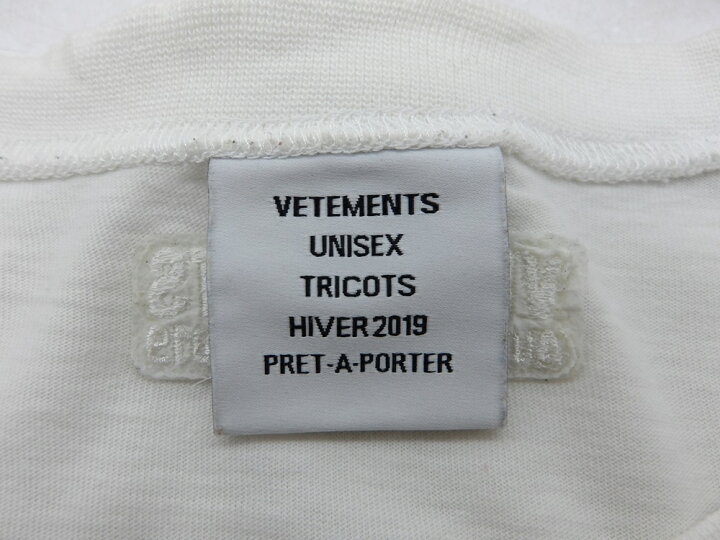 VETEMENTS
UNISEX
TRICOTS
HIVER 2019
PRET-A-PORTER